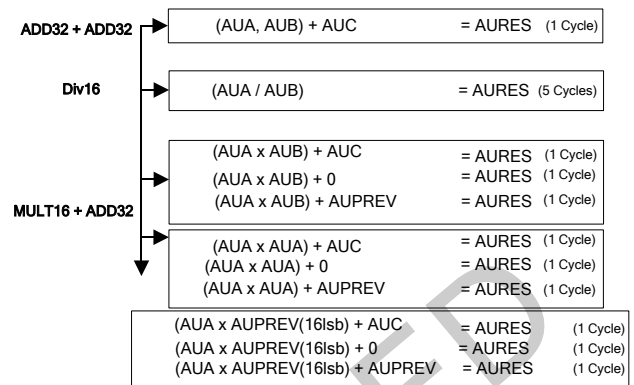 ADD32 + ADD32
(AUA, AUB) + AUC = AURES (1 Cycle)
Div16
(AUA / AUB) = AURES (5 Cycles)
MULT16 + ADD32
(AUA x AUB) + AUC = AURES (1 Cycle)
(AUA x AUB) + 0 = AURES (1 Cycle)
(AUA x AUB) + AUPREV = AURES (1 Cycle)
(AUA x AUA) + AUC = AURES (1 Cycle)
(AUA x AUA) + 0 = AURES (1 Cycle)
(AUA x AUA) + AUPREV = AURES (1 Cycle)
(AUA x AUPREV(16lsb) + AUC = AURES (1 Cycle)
(AUA x AUPREV(16lsb) + 0 = AURES (1 Cycle)
(AUA x AUPREV(16lsb) + AUPREV = AURES (1 Cycle)